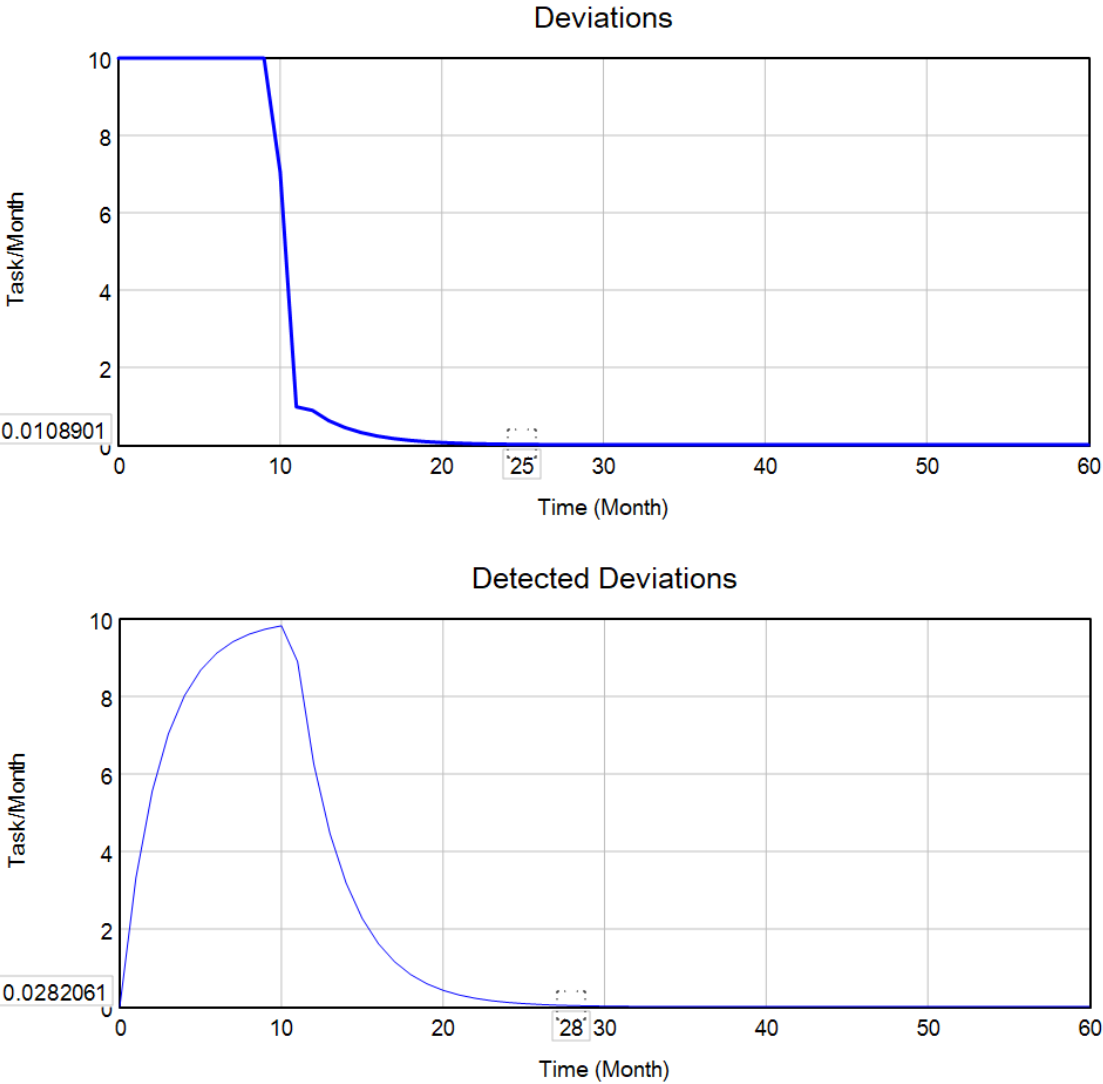 Deviations
10
8
6
4
2
0
Task/Month
0.0108901
0 10 20 25 30 40 50 60
Time (Month)
Detected Deviations
10
8
6
4
2
0
Task/Month
0.0282061
0 10 20 28 30 40 50 60
Time (Month)